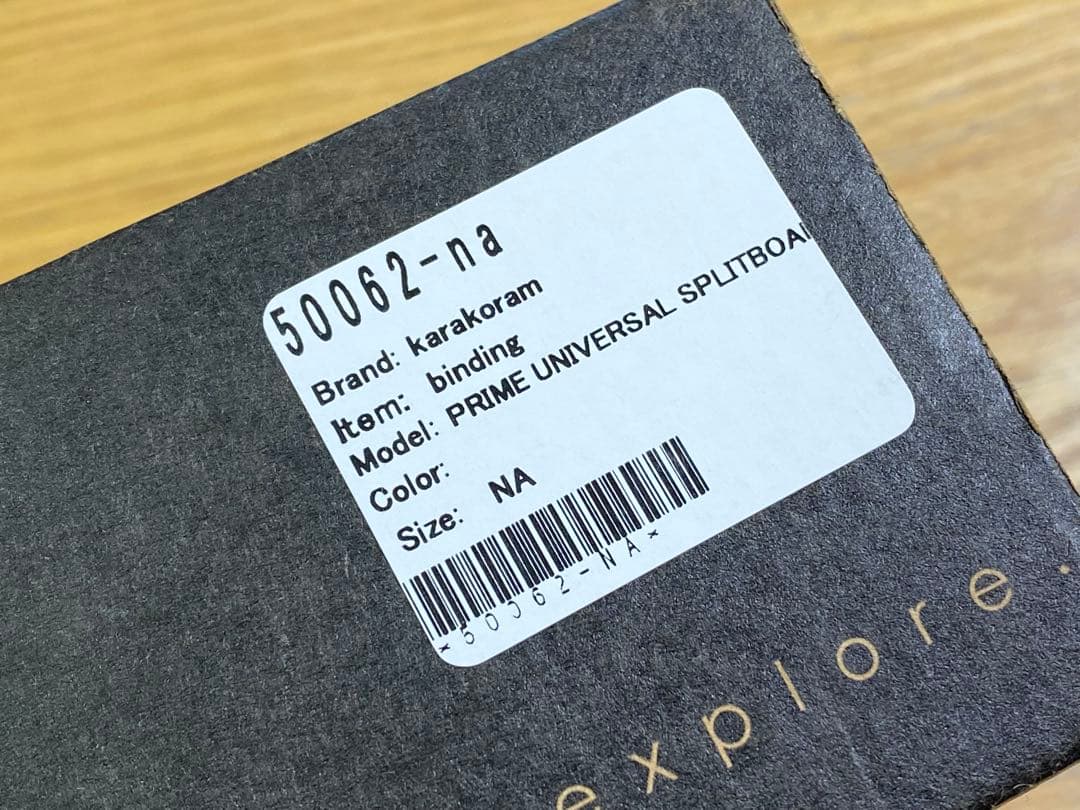 50062-na
Brand: karakoram
Item: binding
Model: PRIME UNIVERSAL SPLITBOA
Color:
Size: NA
*50062-NA*
explore.